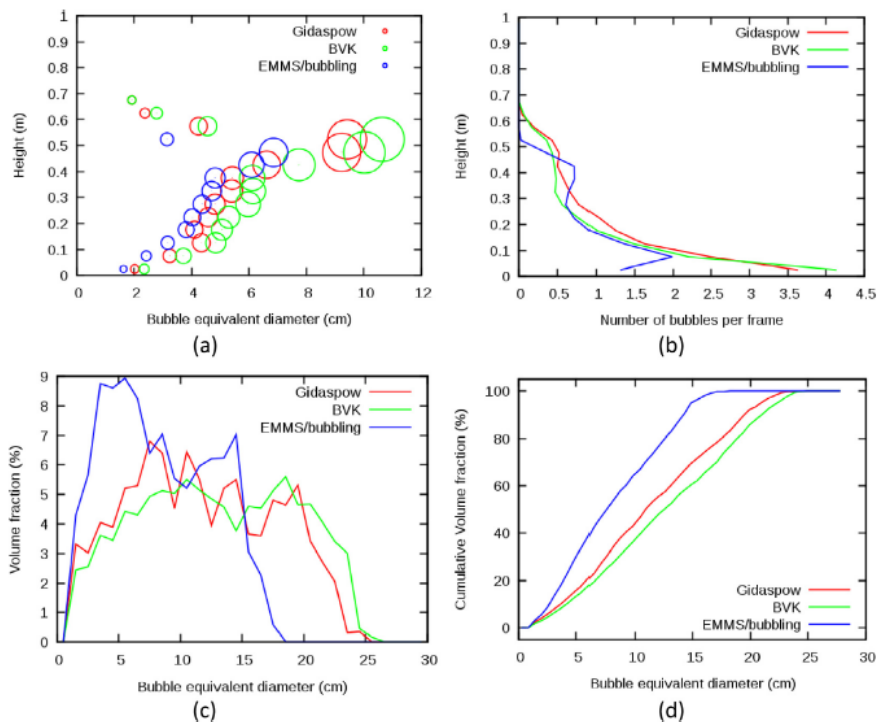 Height (m)
1
0.9
0.8
0.7
0.6
0.5
0.4
0.3
0.2
0.1
0
Gidaspow
BVK
EMMS/bubbling
0 2 4 6 8 10 12
Bubble equivalent diameter (cm)
(a)
Height (m)
1
0.9
0.8
0.7
0.6
0.5
0.4
0.3
0.2
0.1
0
Gidaspow
BVK
EMMS/bubbling
0 0.5 1 1.5 2 2.5 3 3.5 4 4.5
Number of bubbles per frame
(b)
Volume fraction (%)
9
8
7
6
5
4
3
2
1
0
Gidaspow
BVK
EMMS/bubbling
0 5 10 15 20 25 30
Bubble equivalent diameter (cm)
(c)
Cumulative Volume fraction (%)
100
80
60
40
20
0
Gidaspow
BVK
EMMS/bubbling
0 5 10 15 20 25 30
Bubble equivalent diameter (cm)
(d)